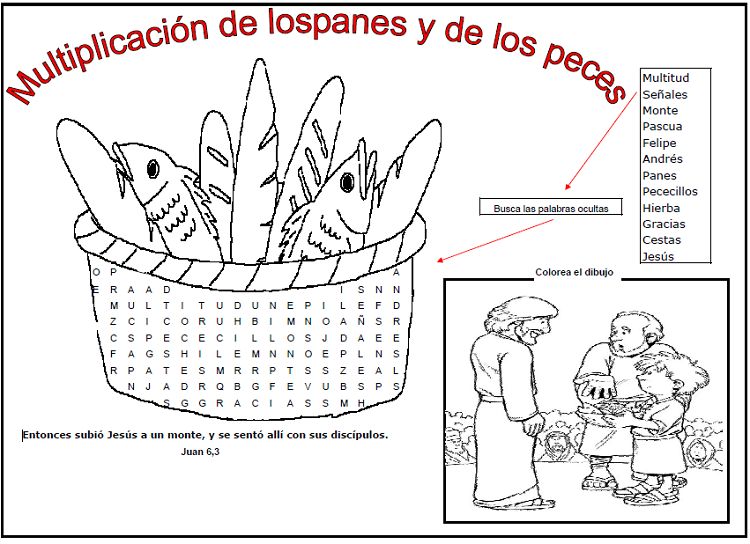 Multiplicación de lospanes y de los peces
Multitud
Señales
Monte
Pascua
Felipe
Andrés
Panes
Pececillos
Hierba
Gracias
Cestas
Jesús
Busca las palabras ocultas
Colorea el dibujo
O P A
E R A A D I S N N
M U L T I T U D U N E P I L E F D
Z C I C O R U H B I M N O A Ñ S R
C S P E C E C I L L O S J D A E E
F A G S H I L E M N N O E P L N S
R P A T E S M R R P T S S Z E A L
N J A D R Q B G F E V U B S P S
S G G R A C I A S S M H
Entonces subió Jesús a un monte, y se sentó allí con sus discípulos.
Juan 6,3